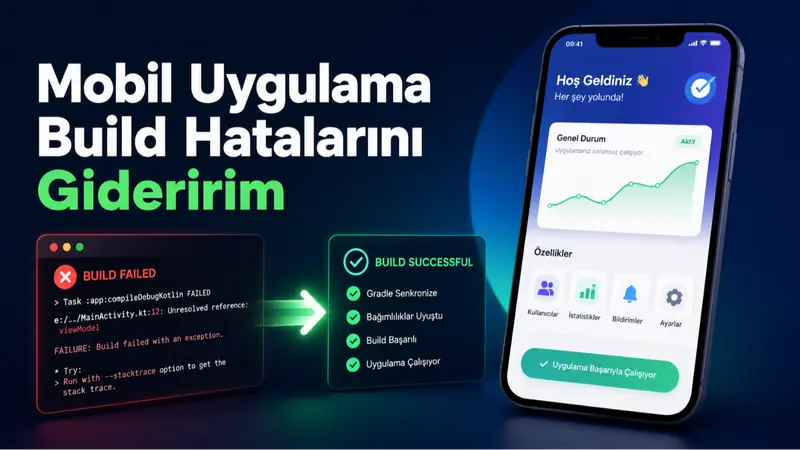 Mobil Uygulama
Build Hatalarını
Gideririm
BUILD FAILED
> Task :app:compileDebugKotlin FAILED
e:/../MainActivity.kt:12: Unresolved reference:
viewModel
FAILURE: Build failed with an exception.
* Try:
> Run with --stacktrace option to get the
stack trace.
BUILD SUCCESSFUL
Gradle Senkronize
Bağımlılıklar Uyuştu
Build Başarılı
Uygulama Çalışıyor
09:41
Hoş Geldiniz 👋
Her şey yolunda!
Genel Durum
Aktif
Uygulamanız sorunsuz çalışıyor
Özellikler
Kullanıcılar
İstatistikler
Bildirimler
Ayarlar
✓ Uygulama Başarıyla Çalışıyor